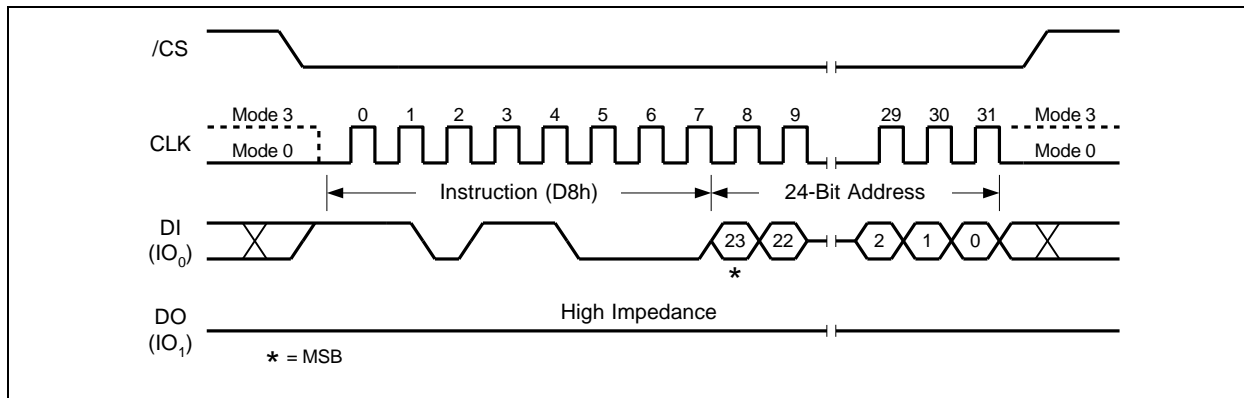 /CS
Mode 3 0 1 2 3 4 5 6 7 8 9 29 30 31 Mode 3
CLK
Mode 0 Mode 0
Instruction (D8h) 24-Bit Address
DI
(IO₀)
23 22 2 1 0
*
DO
(IO₁)
High Impedance
* = MSB